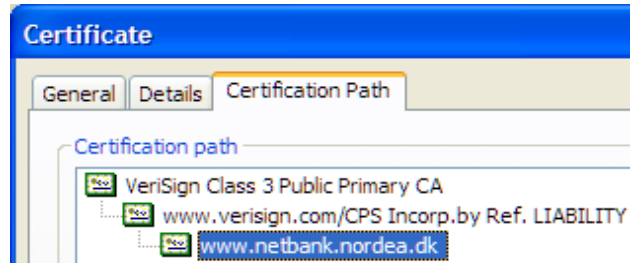 Certificate
General Details Certification Path
Certification path
VeriSign Class 3 Public Primary CA
www.verisign.com/CPS Incorp.by Ref. LIABILITY
www.netbank.nordea.dk